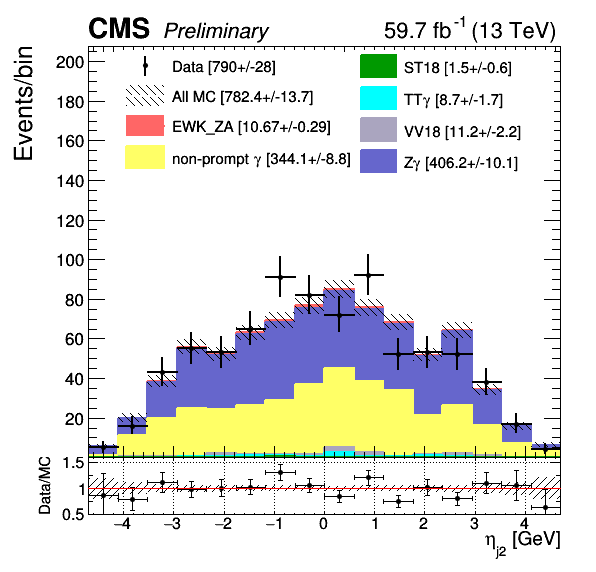 CMS Preliminary 59.7 fb⁻¹ (13 TeV)
Events/bin
Data [790+/-28]
All MC [782.4+/-13.7]
EWK_ZA [10.67+/-0.29]
non-prompt γ [344.1+/-8.8]
ST18 [1.5+/-0.6]
TTγ [8.7+/-1.7]
VV18 [11.2+/-2.2]
Zγ [406.2+/-10.1]
200
180
160
140
120
100
80
60
40
20
Data/MC
1.5
1
0.5
−4 −3 −2 −1 0 1 2 3 4
η_j2 [GeV]